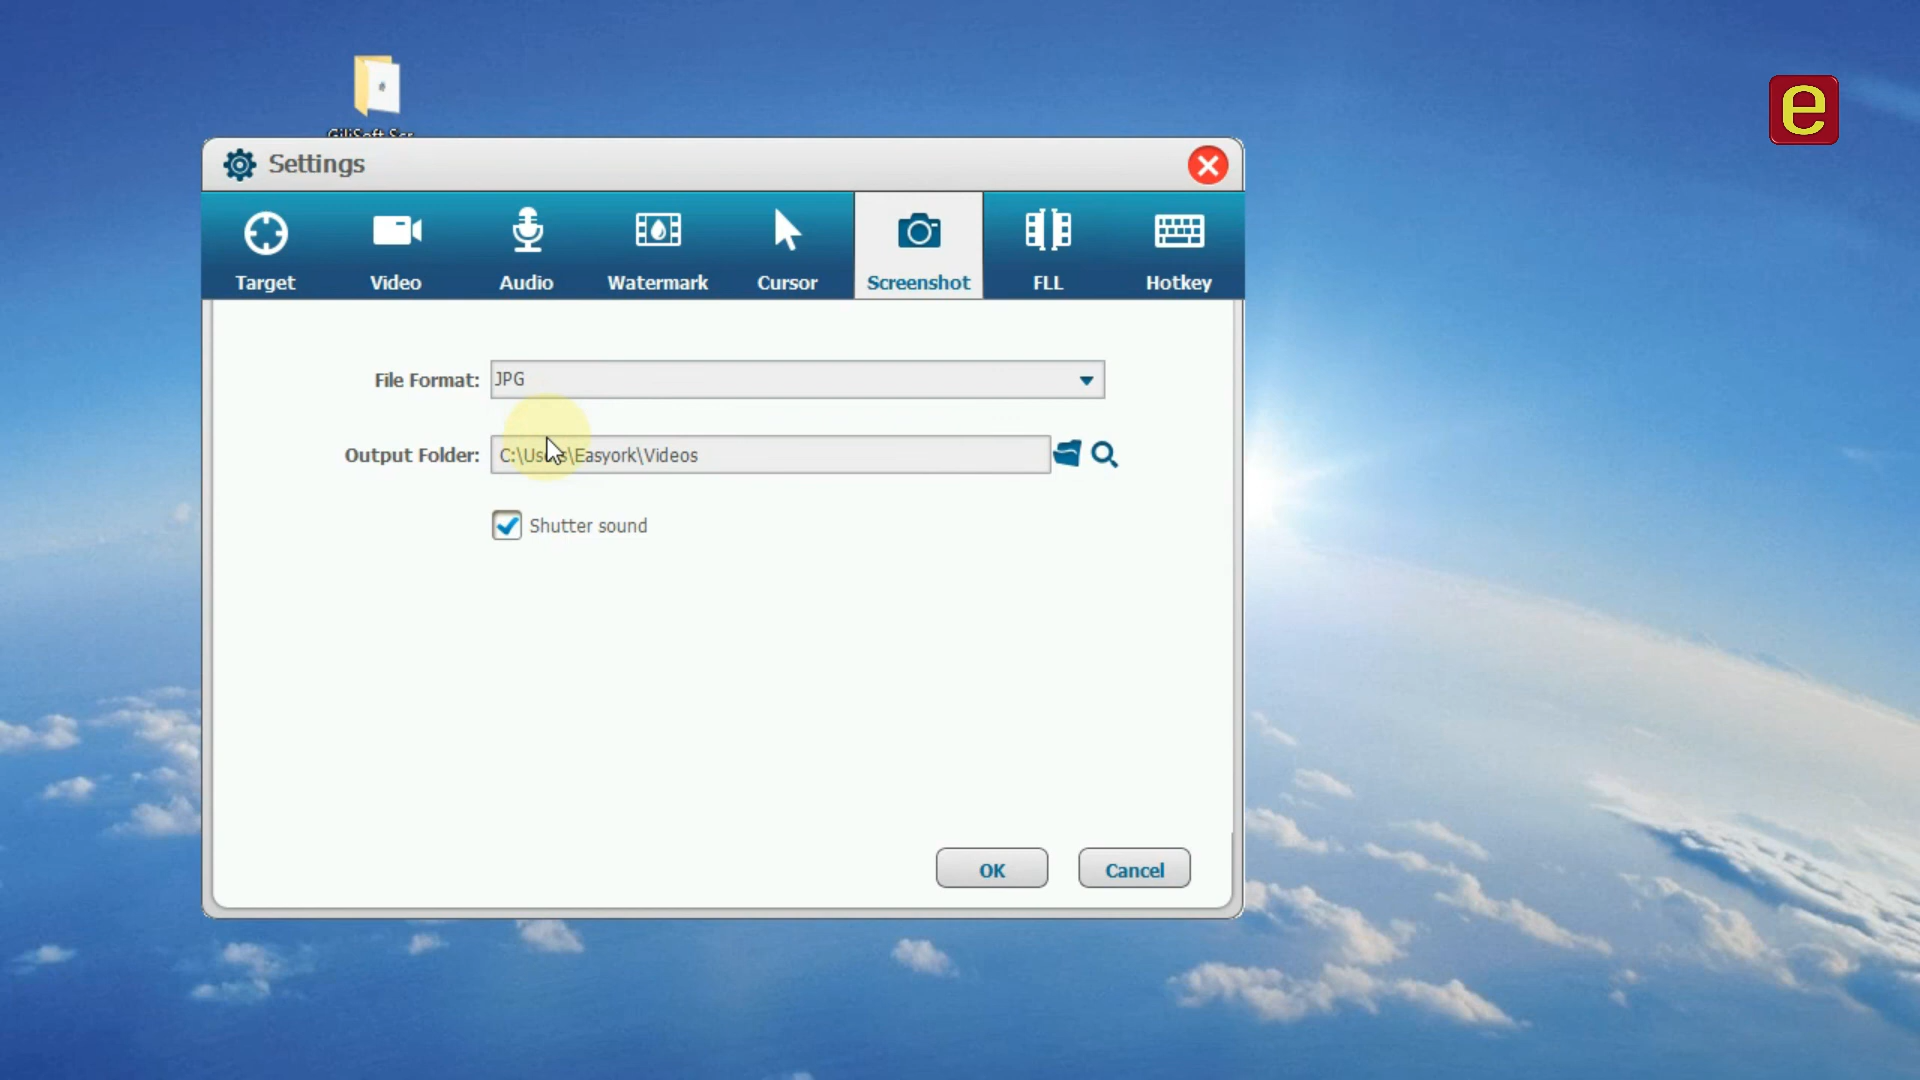 e
Settings
Target Video Audio Watermark Cursor Screenshot FLL Hotkey
File Format: JPG
Output Folder: C:\Users\Easyork\Videos
Shutter sound
OK Cancel